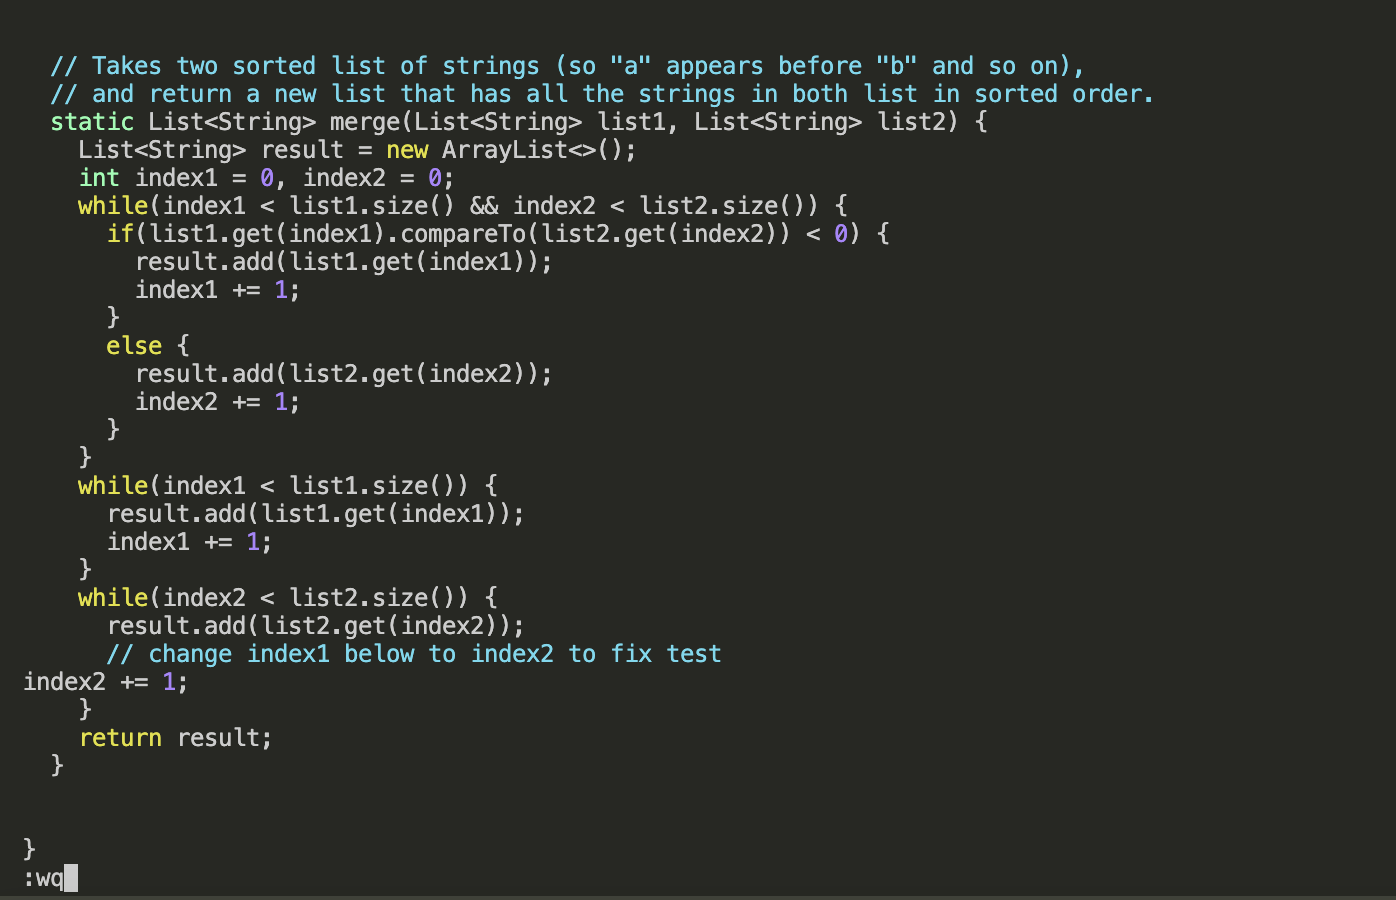 // Takes two sorted list of strings (so "a" appears before "b" and so on),
  // and return a new list that has all the strings in both list in sorted order.
  static List<String> merge(List<String> list1, List<String> list2) {
    List<String> result = new ArrayList<>();
    int index1 = 0, index2 = 0;
    while(index1 < list1.size() && index2 < list2.size()) {
      if(list1.get(index1).compareTo(list2.get(index2)) < 0) {
        result.add(list1.get(index1));
        index1 += 1;
      }
      else {
        result.add(list2.get(index2));
        index2 += 1;
      }
    }
    while(index1 < list1.size()) {
      result.add(list1.get(index1));
      index1 += 1;
    }
    while(index2 < list2.size()) {
      result.add(list2.get(index2));
      // change index1 below to index2 to fix test
index2 += 1;
    }
    return result;
  }
}
:wq